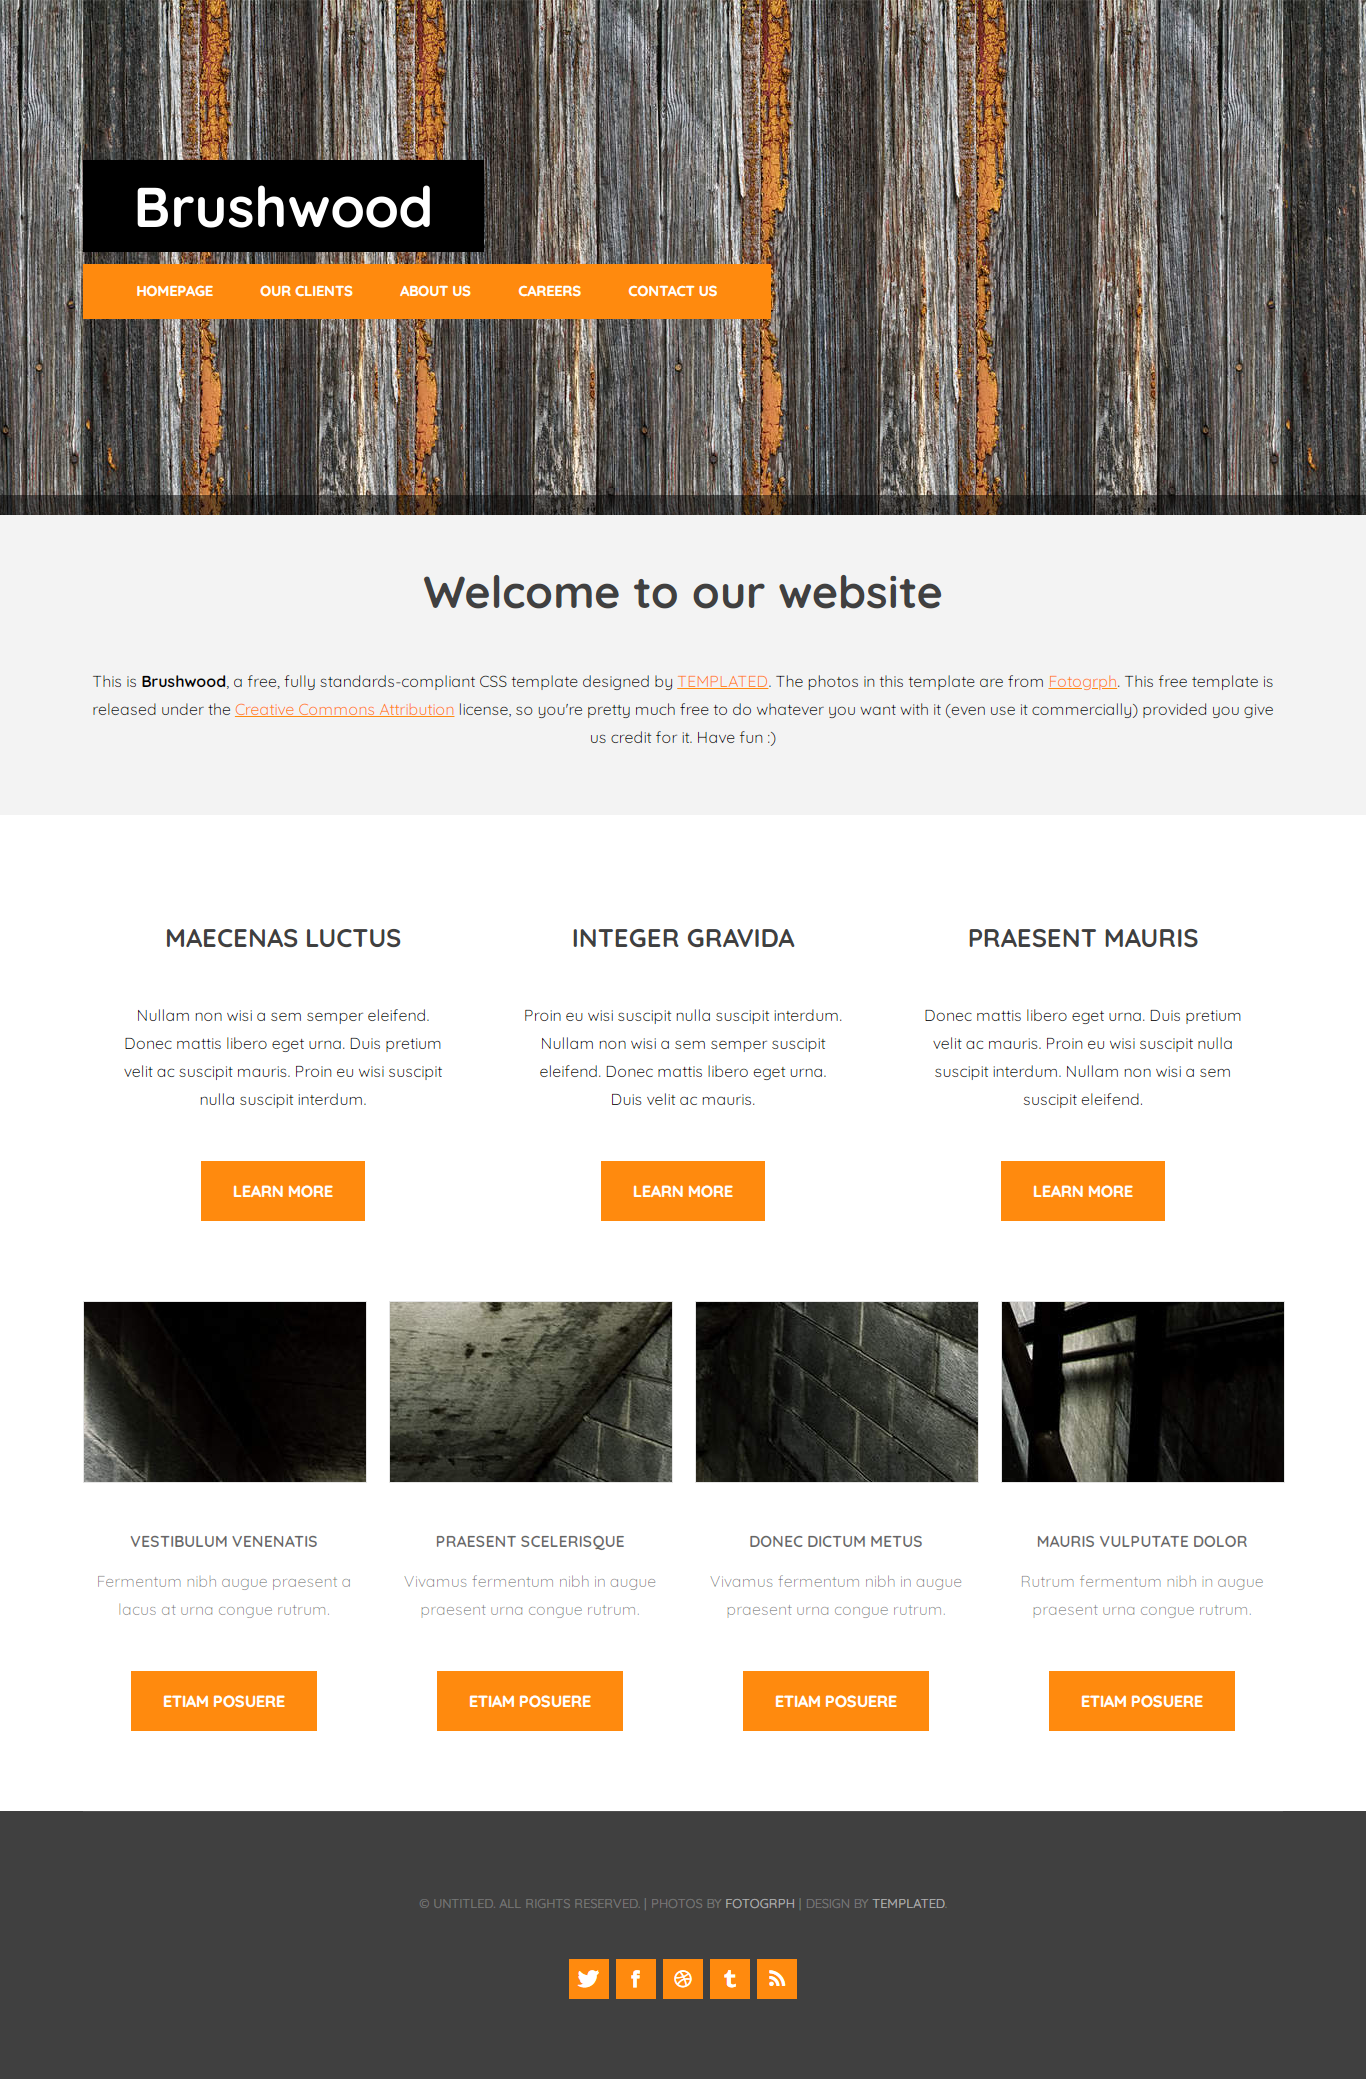 Brushwood
HOMEPAGE OUR CLIENTS ABOUT US CAREERS CONTACT US
Welcome to our website
This is Brushwood, a free, fully standards-compliant CSS template designed by TEMPLATED. The photos in this template are from Fotogrph. This free template is
released under the Creative Commons Attribution license, so you're pretty much free to do whatever you want with it (even use it commercially) provided you give
us credit for it. Have fun :)
MAECENAS LUCTUS
Nullam non wisi a sem semper eleifend.
Donec mattis libero eget urna. Duis pretium
velit ac suscipit mauris. Proin eu wisi suscipit
nulla suscipit interdum.
LEARN MORE
INTEGER GRAVIDA
Proin eu wisi suscipit nulla suscipit interdum.
Nullam non wisi a sem semper suscipit
eleifend. Donec mattis libero eget urna.
Duis velit ac mauris.
LEARN MORE
PRAESENT MAURIS
Donec mattis libero eget urna. Duis pretium
velit ac mauris. Proin eu wisi suscipit nulla
suscipit interdum. Nullam non wisi a sem
suscipit eleifend.
LEARN MORE
VESTIBULUM VENENATIS
Fermentum nibh augue praesent a
lacus at urna congue rutrum.
ETIAM POSUERE
PRAESENT SCELERISQUE
Vivamus fermentum nibh in augue
praesent urna congue rutrum.
ETIAM POSUERE
DONEC DICTUM METUS
Vivamus fermentum nibh in augue
praesent urna congue rutrum.
ETIAM POSUERE
MAURIS VULPUTATE DOLOR
Rutrum fermentum nibh in augue
praesent urna congue rutrum.
ETIAM POSUERE
© UNTITLED. ALL RIGHTS RESERVED. | PHOTOS BY FOTOGRPH | DESIGN BY TEMPLATED.